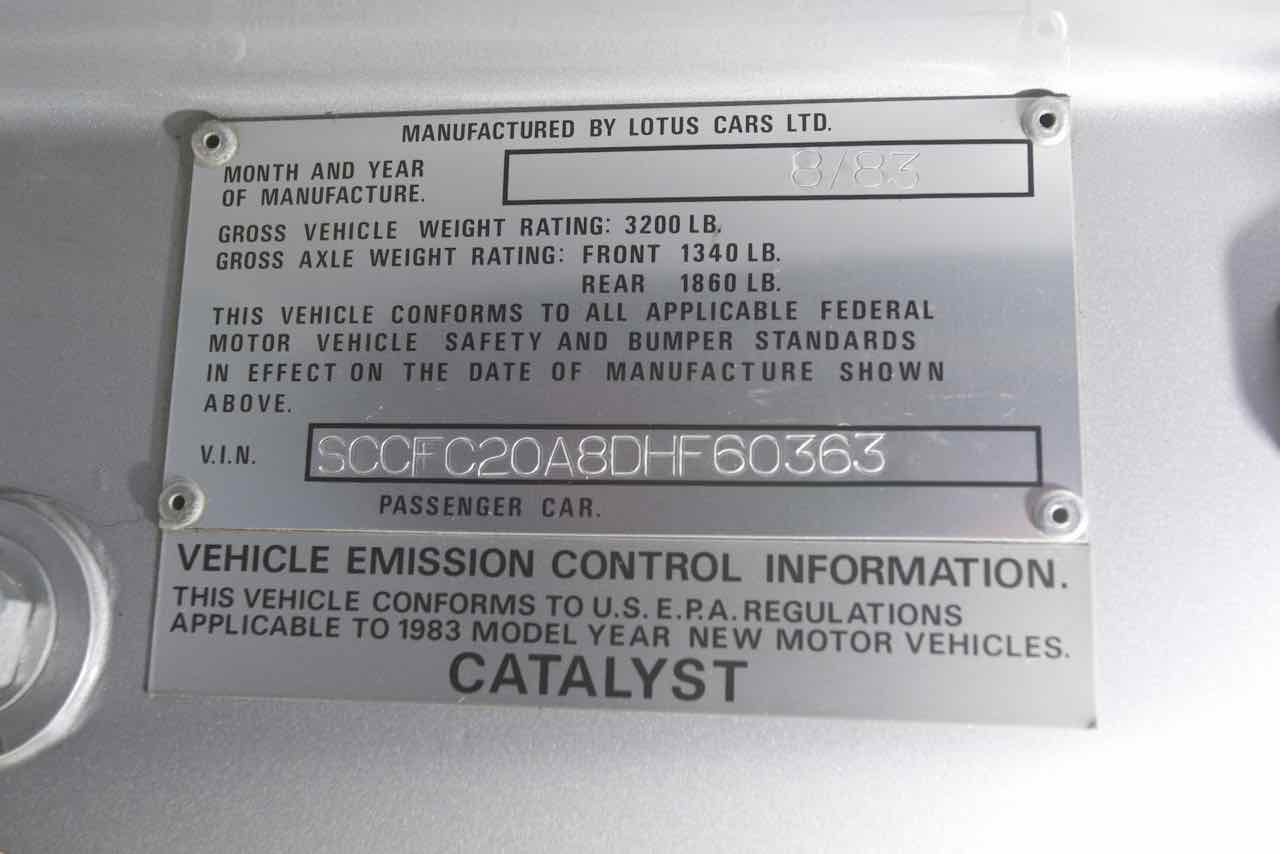 MANUFACTURED BY LOTUS CARS LTD.
MONTH AND YEAR
OF MANUFACTURE. 8/83
GROSS VEHICLE WEIGHT RATING: 3200 LB.
GROSS AXLE WEIGHT RATING: FRONT 1340 LB.
REAR 1860 LB.
THIS VEHICLE CONFORMS TO ALL APPLICABLE FEDERAL
MOTOR VEHICLE SAFETY AND BUMPER STANDARDS
IN EFFECT ON THE DATE OF MANUFACTURE SHOWN
ABOVE.
V.I.N. SCCFC20A8DHF60363
PASSENGER CAR.
VEHICLE EMISSION CONTROL INFORMATION.
THIS VEHICLE CONFORMS TO U.S.E.P.A. REGULATIONS
APPLICABLE TO 1983 MODEL YEAR NEW MOTOR VEHICLES.
CATALYST